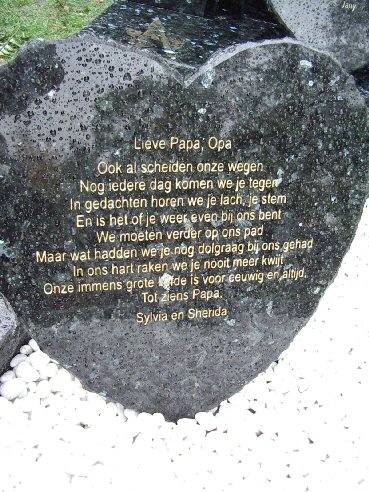 Jany
Lieve Papa, Opa
Ook al scheiden onze wegen
Nog iedere dag komen we je tegen
In gedachten horen we je lach, je stem
En is het of je weer even bij ons bent
We moeten verder op ons pad
Maar wat hadden we je nog dolgraag bij ons gehad
In ons hart raken we je nooit meer kwijt
Onze immens grote liefde is voor eeuwig en altijd,
Tot ziens Papa.
Sylvia en Sherida